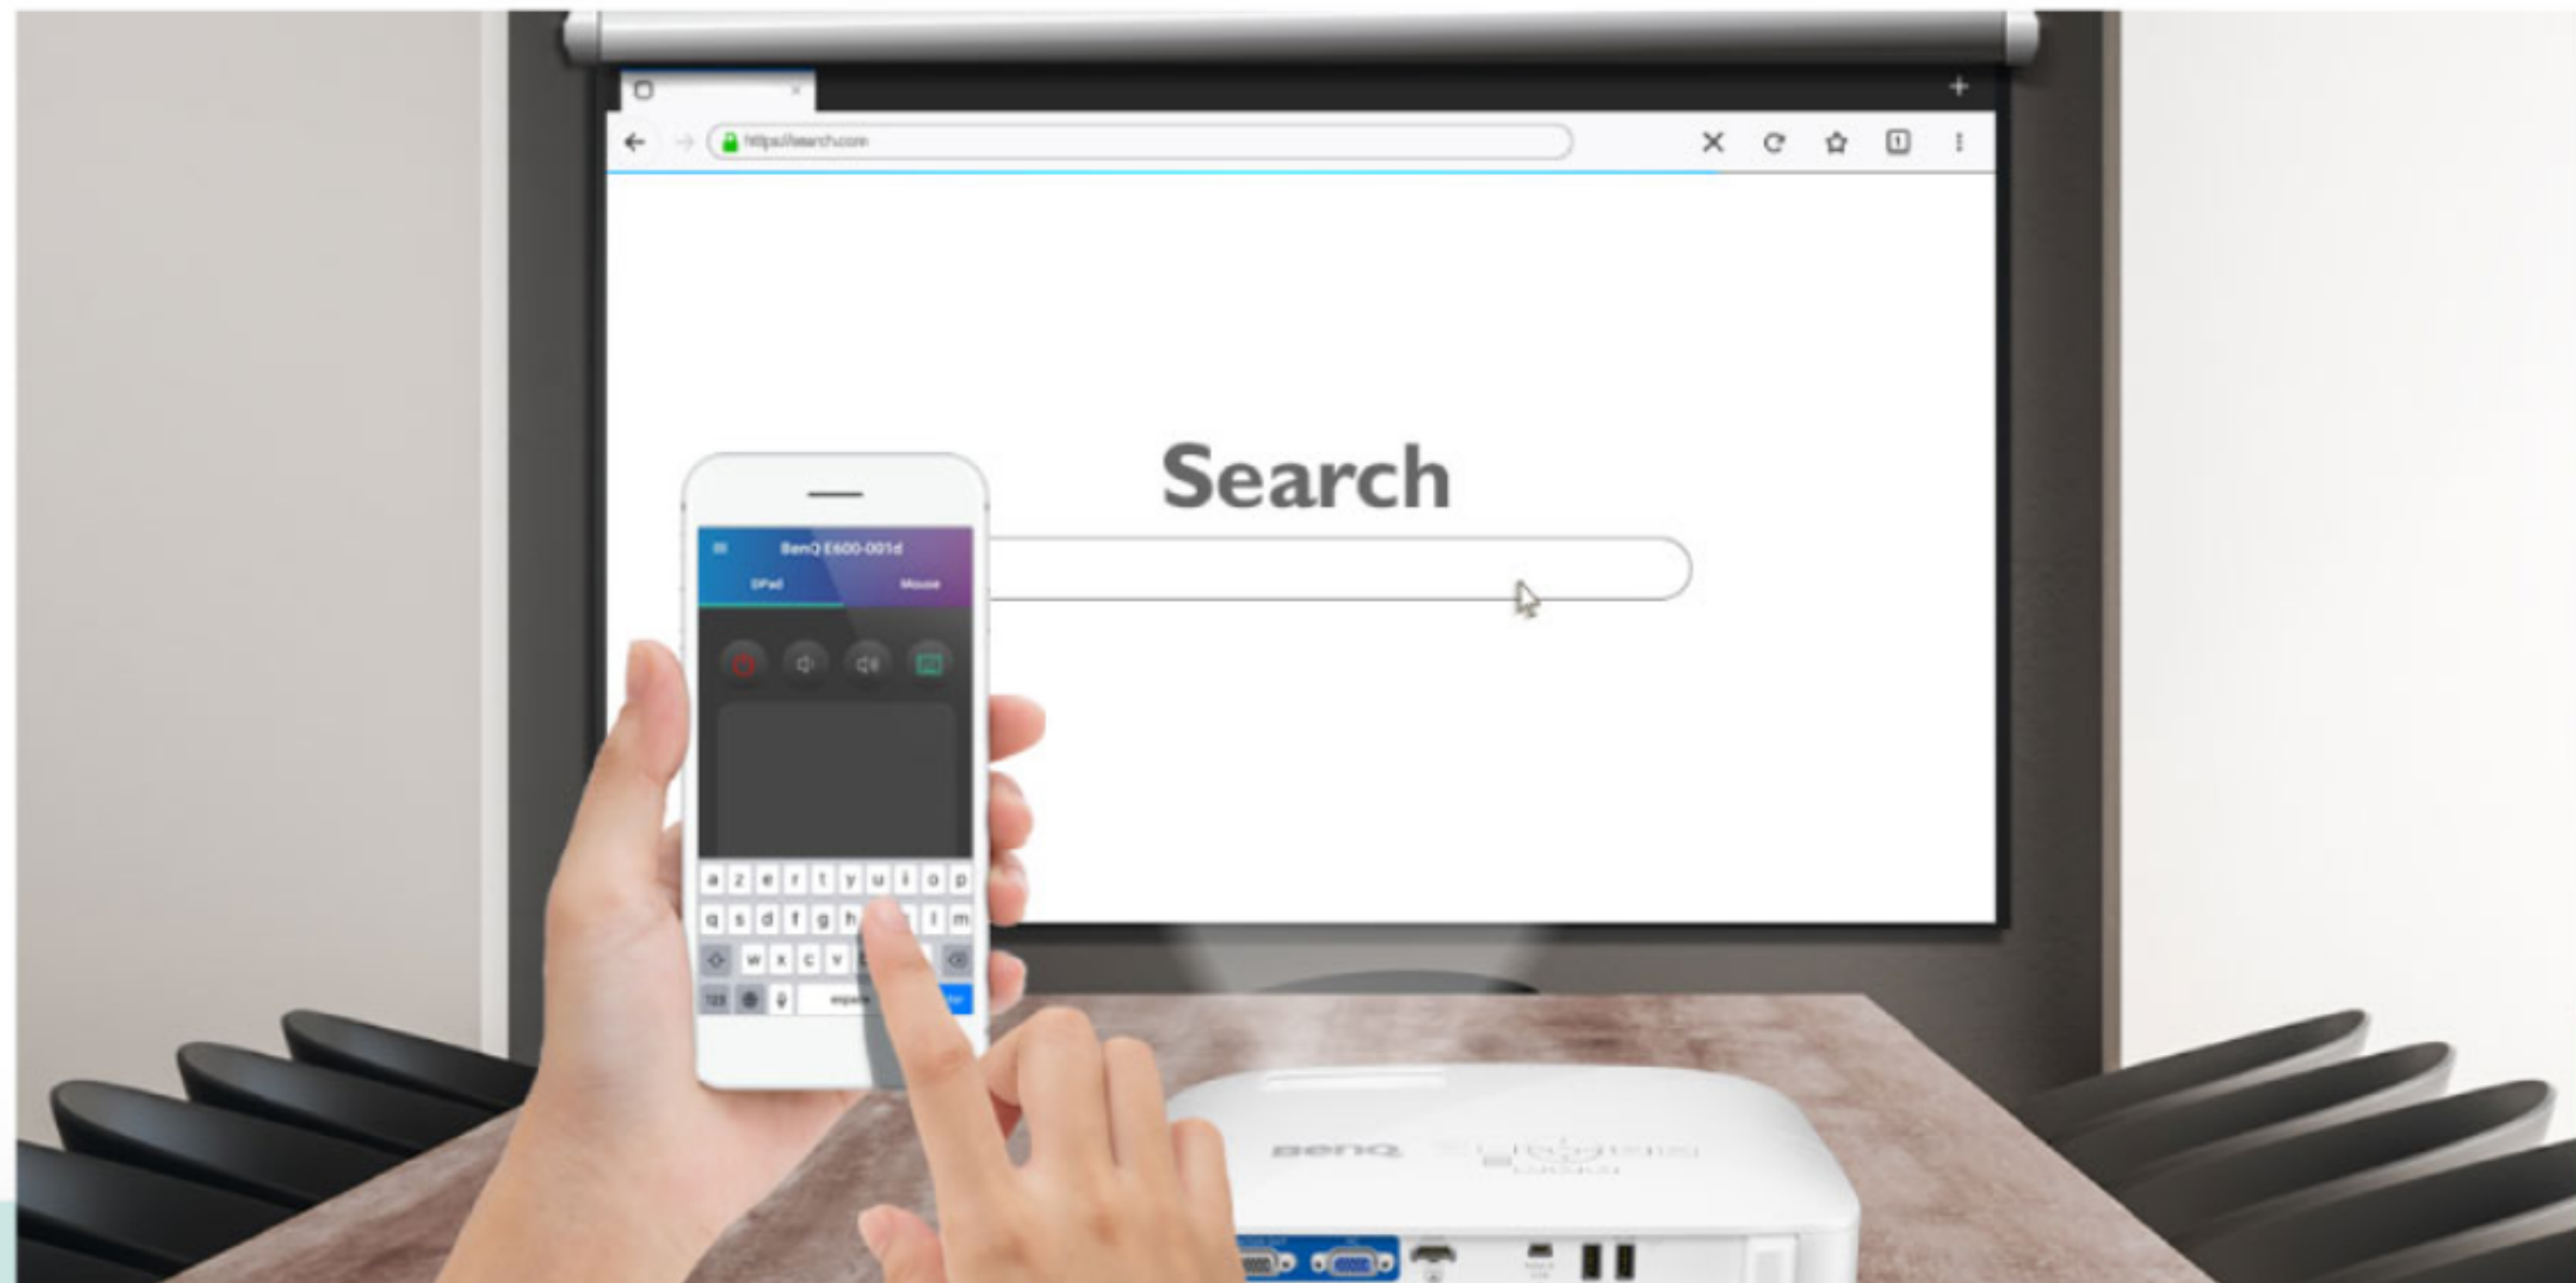 https://search.com
Search
BenQ E600-001d
DPad
Mouse
a z e r t y u i o p
q s d f g h l m
w x c v
123
BenQ